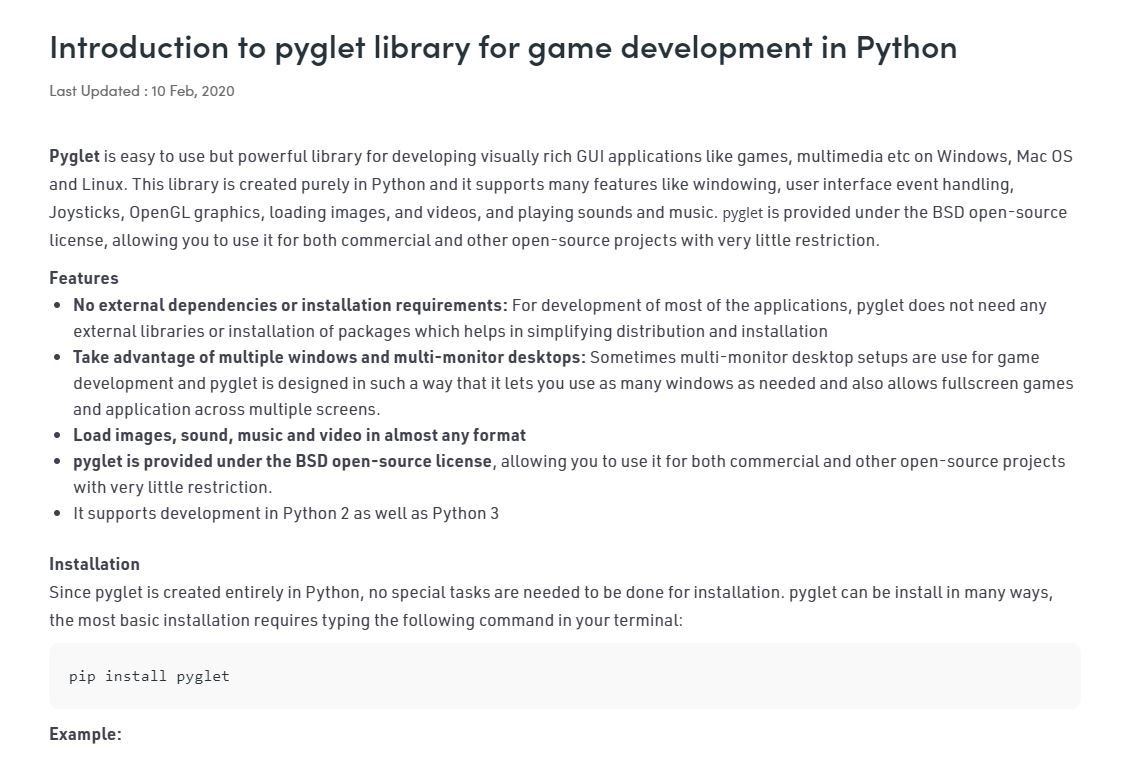 Introduction to pyglet library for game development in Python
Last Updated : 10 Feb, 2020
Pyglet is easy to use but powerful library for developing visually rich GUI applications like games, multimedia etc on Windows, Mac OS
and Linux. This library is created purely in Python and it supports many features like windowing, user interface event handling,
Joysticks, OpenGL graphics, loading images, and videos, and playing sounds and music. pyglet is provided under the BSD open-source
license, allowing you to use it for both commercial and other open-source projects with very little restriction.
Features
• No external dependencies or installation requirements: For development of most of the applications, pyglet does not need any
external libraries or installation of packages which helps in simplifying distribution and installation
• Take advantage of multiple windows and multi-monitor desktops: Sometimes multi-monitor desktop setups are use for game
development and pyglet is designed in such a way that it lets you use as many windows as needed and also allows fullscreen games
and application across multiple screens.
• Load images, sound, music and video in almost any format
• pyglet is provided under the BSD open-source license, allowing you to use it for both commercial and other open-source projects
with very little restriction.
• It supports development in Python 2 as well as Python 3
Installation
Since pyglet is created entirely in Python, no special tasks are needed to be done for installation. pyglet can be install in many ways,
the most basic installation requires typing the following command in your terminal:
pip install pyglet
Example: